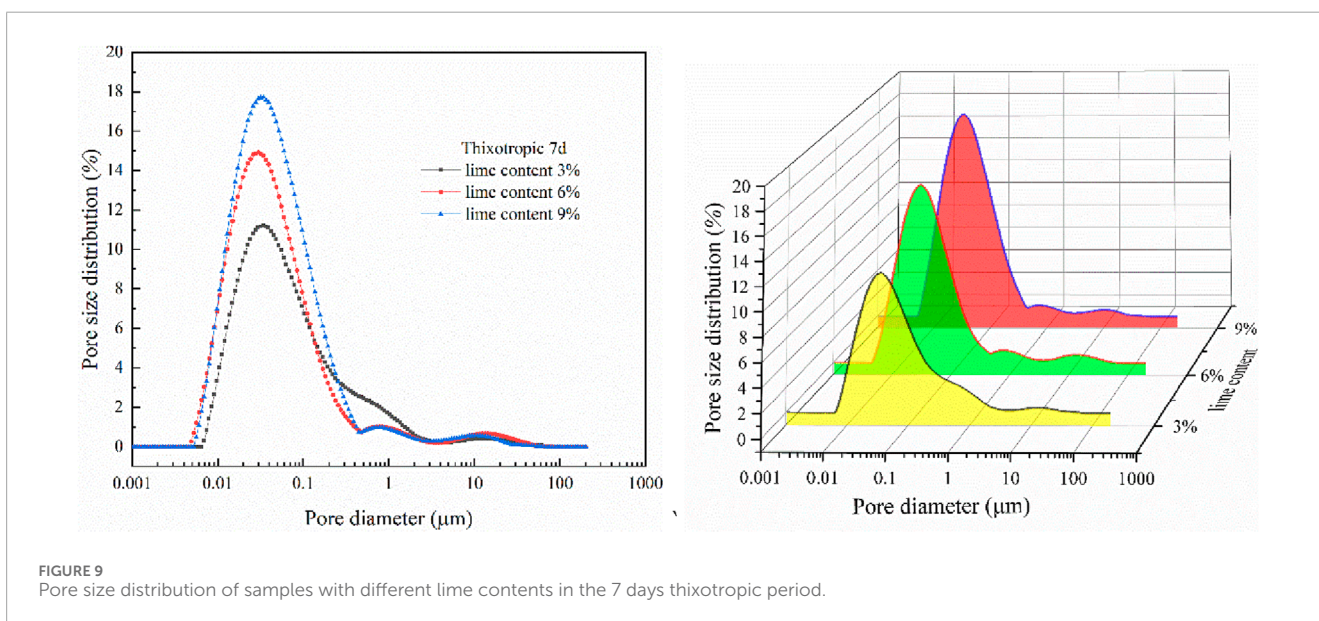 20
18
16
14
12
10
8
6
4
2
0
Pore size distribution (%)
Thixotropic 7d
lime content 3%
lime content 6%
lime content 9%
0.001 0.01 0.1 1 10 100 1000
Pore diameter (μm)
20
18
16
14
12
10
8
6
4
2
0
Pore size distribution (%)
9%
6%
3%
lime content
0.001 0.01 0.1 1 10 100 1000
Pore diameter (μm)
FIGURE 9
Pore size distribution of samples with different lime contents in the 7 days thixotropic period.